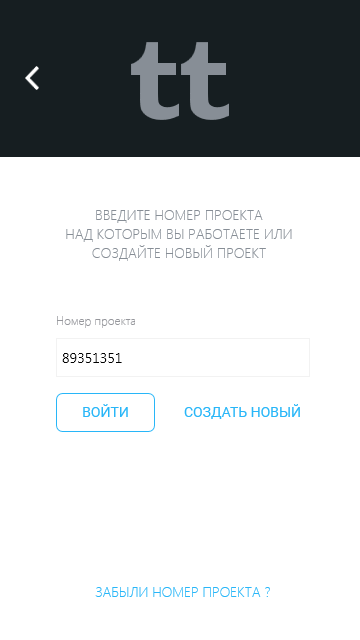 tt
ВВЕДИТЕ НОМЕР ПРОЕКТА
НАД КОТОРЫМ ВЫ РАБОТАЕТЕ ИЛИ
СОЗДАЙТЕ НОВЫЙ ПРОЕКТ
Номер проекта
89351351
ВОЙТИ СОЗДАТЬ НОВЫЙ
ЗАБЫЛИ НОМЕР ПРОЕКТА ?